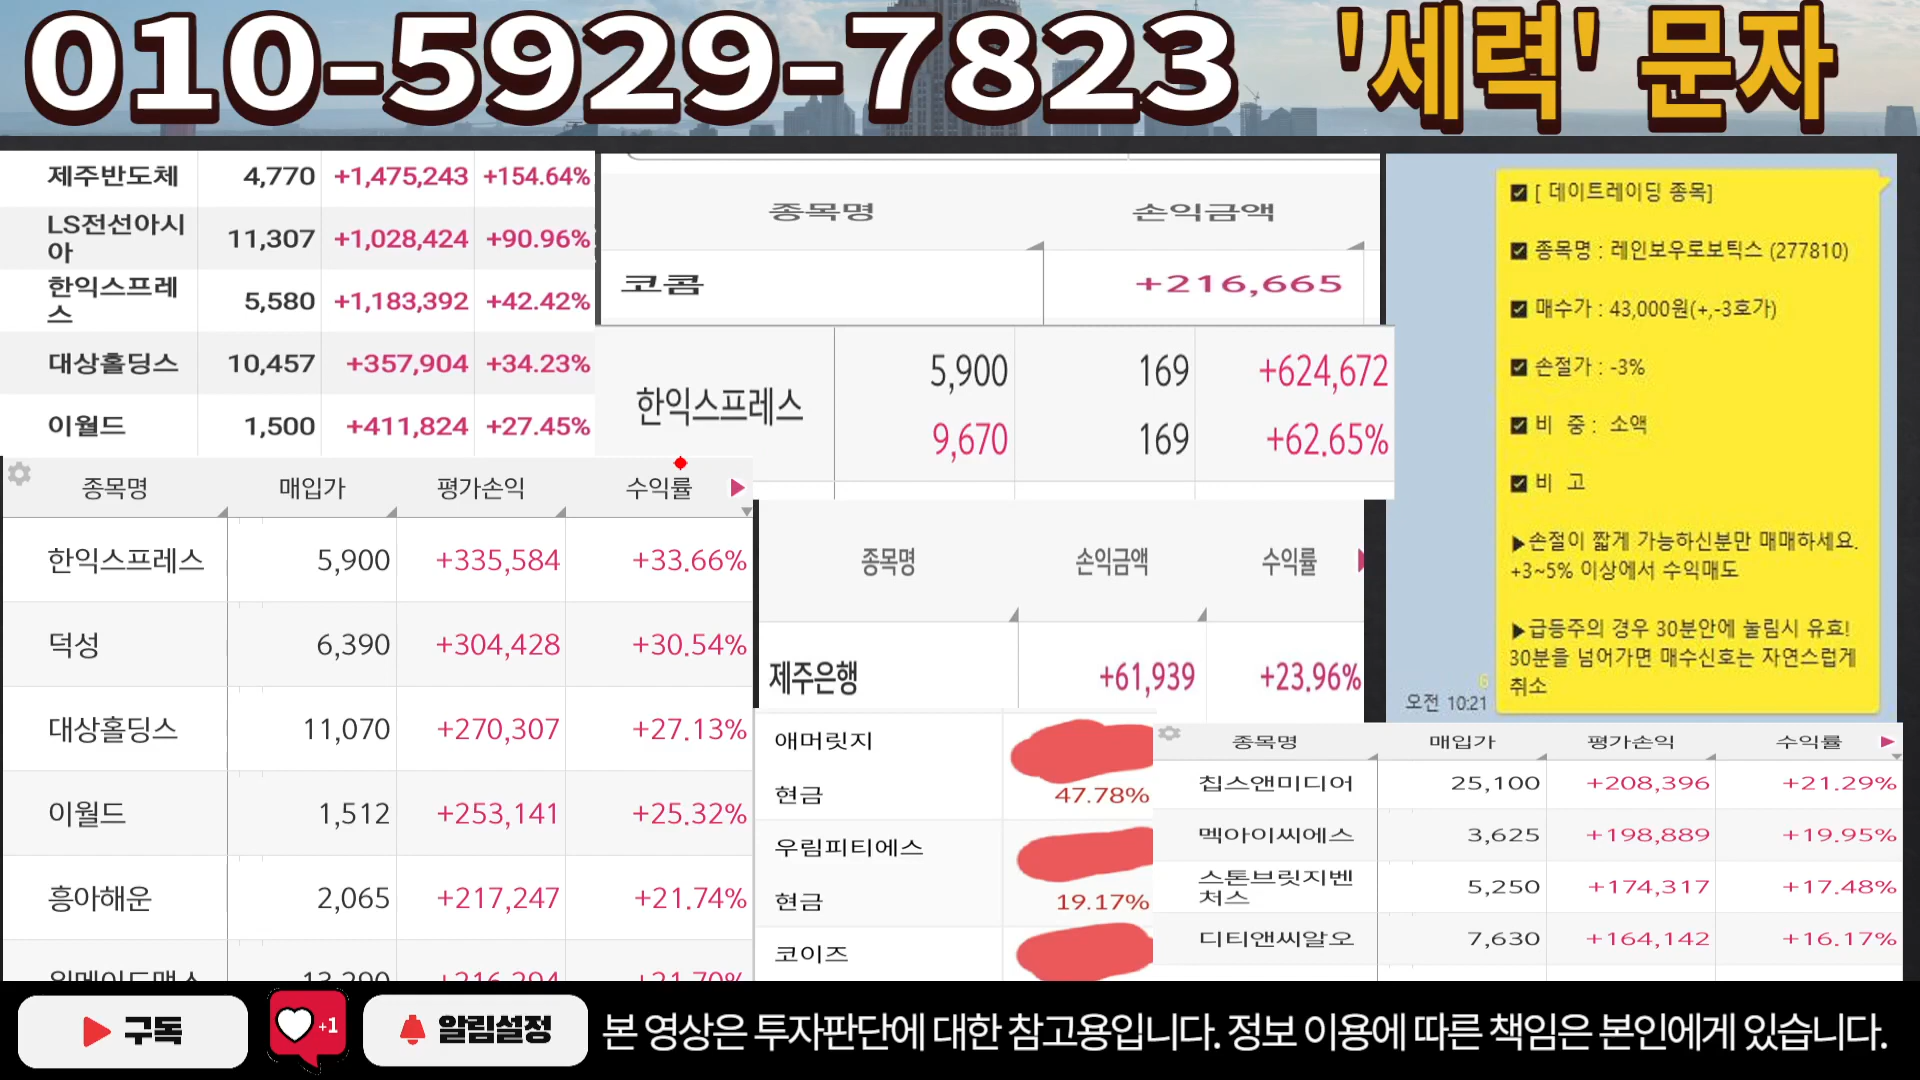 010-5929-7823 '세력' 문자
제주반도체 4,770 +1,475,243 +154.64%
LS전선아시아 11,307 +1,028,424 +90.96%
한익스프레스 5,580 +1,183,392 +42.42%
대상홀딩스 10,457 +357,904 +34.23%
이월드 1,500 +411,824 +27.45%
종목명 매입가 평가손익 수익률
한익스프레스 5,900 +335,584 +33.66%
덕성 6,390 +304,428 +30.54%
대상홀딩스 11,070 +270,307 +27.13%
이월드 1,512 +253,141 +25.32%
흥아해운 2,065 +217,247 +21.74%
종목명 손익금액
코콤 +216,665
한익스프레스
5,900 169 +624,672
9,670 169 +62.65%
종목명 손익금액 수익률
제주은행 +61,939 +23.96%
애머릿지
현금 47.78%
우림피티에스
현금 19.17%
코이즈
[ 데이트레이딩 종목]
종목명 : 레인보우로보틱스 (277810)
매수가 : 43,000원(+,-3호가)
손절가 : -3%
비 중 : 소액
비 고
▶손절이 짧게 가능하신분만 매매하세요.
+3~5% 이상에서 수익매도
▶급등주의 경우 30분안에 눌림시 유효!
30분을 넘어가면 매수신호는 자연스럽게
취소
6
오전 10:21
종목명 매입가 평가손익 수익률
칩스앤미디어 25,100 +208,396 +21.29%
멕아이씨에스 3,625 +198,889 +19.95%
스톤브릿지벤처스 5,250 +174,317 +17.48%
디티앤씨알오 7,630 +164,142 +16.17%
구독 +1 알림설정 본 영상은 투자판단에 대한 참고용입니다. 정보 이용에 따른 책임은 본인에게 있습니다.